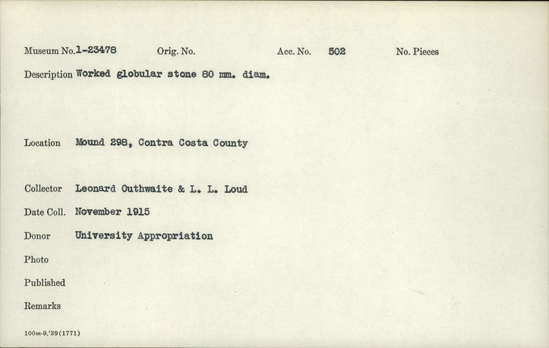 Museum No. 1-23478 Orig. No. Acc. No. 502 No. Pieces
Description Worked globular stone 80 mm. diam.
Location Mound 298, Contra Costa County
Collector Leonard Outhwaite & L. L. Loud
Date Coll. November 1915
Donor University Appropriation
Photo
Published
Remarks
100m-9,'39(1771)